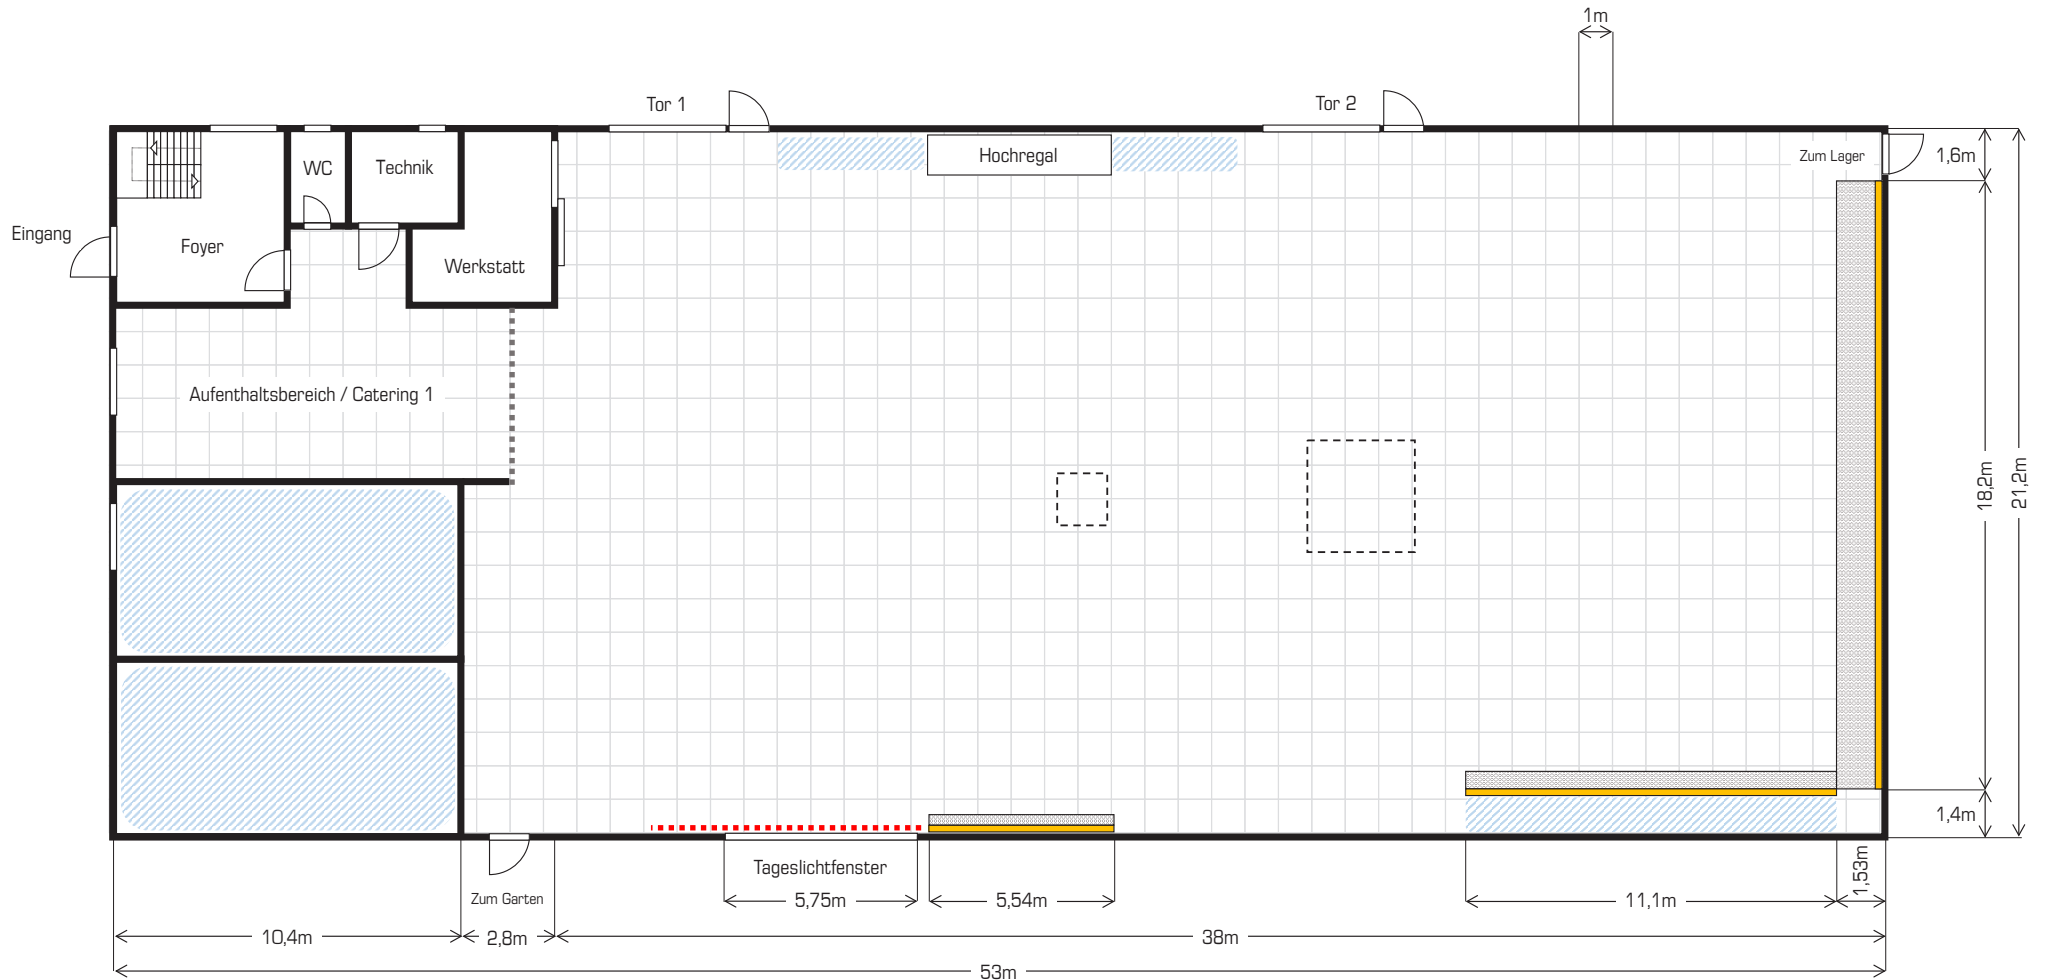 1m
Tor 1
Tor 2
Hochregal
Zum Lager
1,6m
WC
Technik
Eingang
Foyer
Werkstatt
Aufenthaltsbereich / Catering 1
18,2m
21,2m
1,4m
Tageslichtfenster
1,53m
Zum Garten
5,75m
5,54m
11,1m
10,4m
2,8m
38m
53m